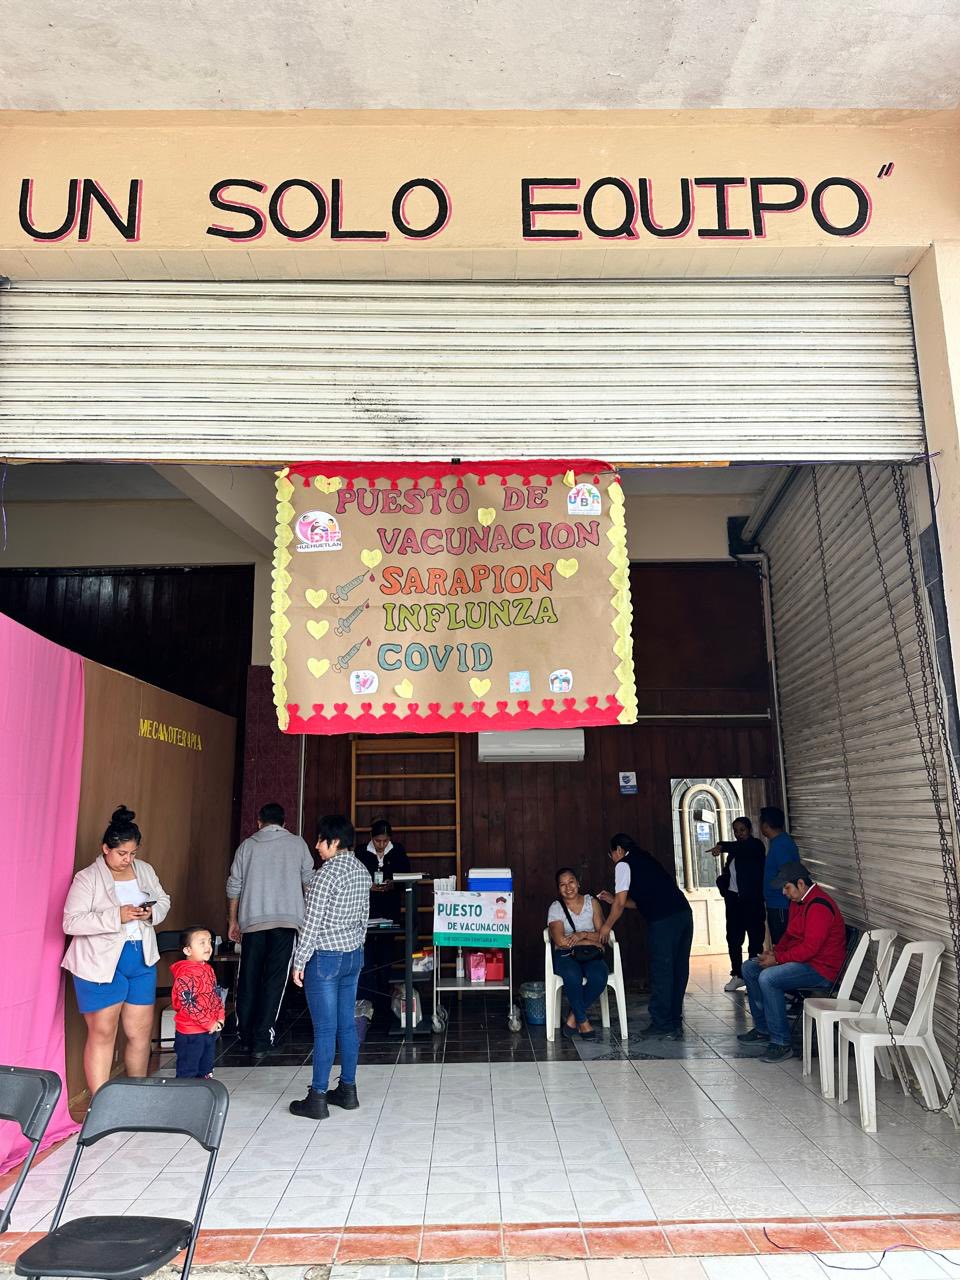 UN SOLO EQUIPO"
PUESTO DE
VACUNACION
SARAPION
INFLUNZA
COVID
DIF
HUEHUETLAN
UBR
MECANOTERAPIA
PUESTO
DE VACUNACION